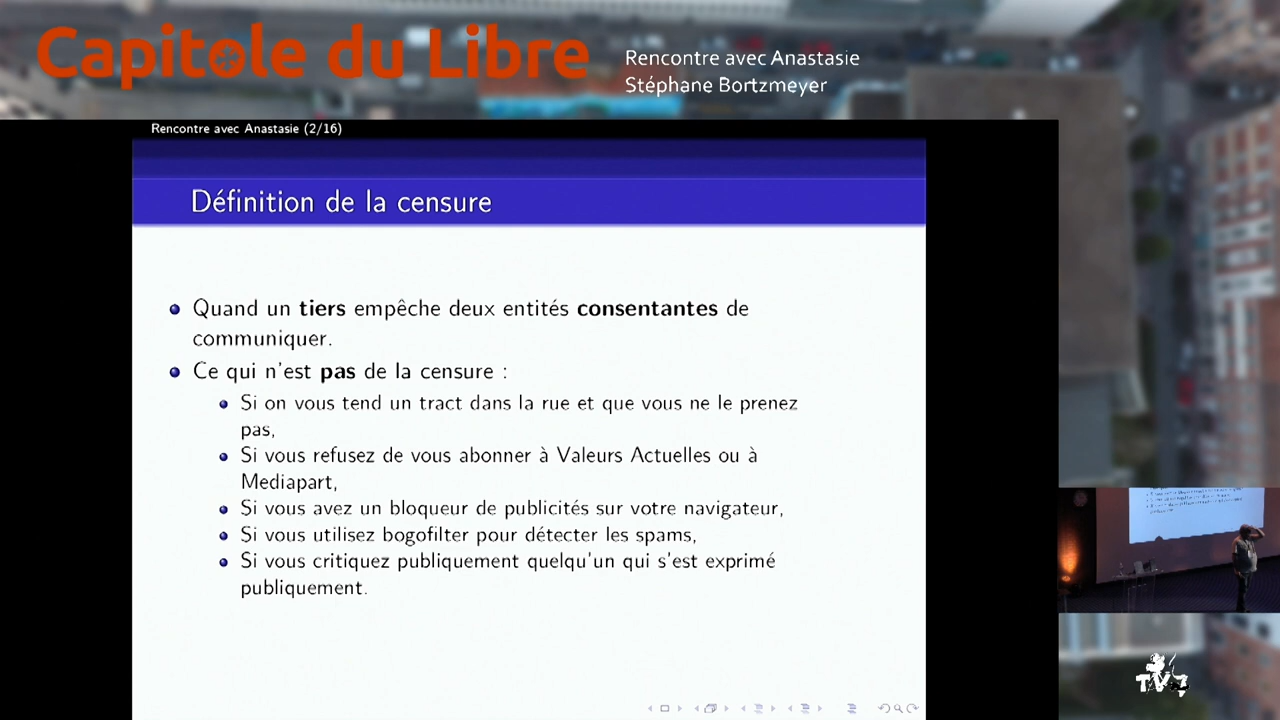 Capitole du Libre
Rencontre avec Anastasie
Stéphane Bortzmeyer
Rencontre avec Anastasie (2/16)
Définition de la censure
Quand un tiers empêche deux entités consentantes de
communiquer.
Ce qui n'est pas de la censure :
Si on vous tend un tract dans la rue et que vous ne le prenez
pas,
Si vous refusez de vous abonner à Valeurs Actuelles ou à
Mediapart,
Si vous avez un bloqueur de publicités sur votre navigateur,
Si vous utilisez bogofilter pour détecter les spams,
Si vous critiquez publiquement quelqu'un qui s'est exprimé
publiquement.